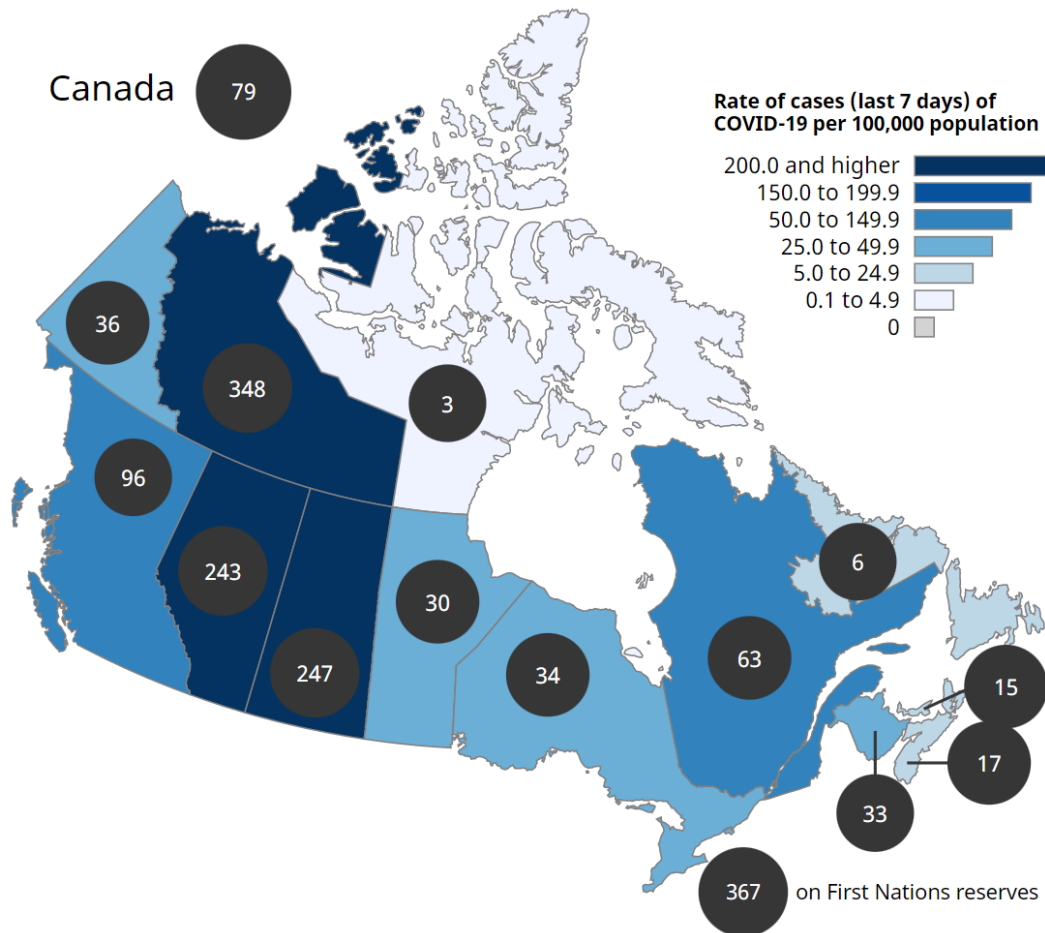 Canada 79
Rate of cases (last 7 days) of
COVID-19 per 100,000 population
200.0 and higher
150.0 to 199.9
50.0 to 149.9
25.0 to 49.9
5.0 to 24.9
0.1 to 4.9
0
36
348
3
96
243
247
30
34
63
6
15
17
33
367 on First Nations reserves